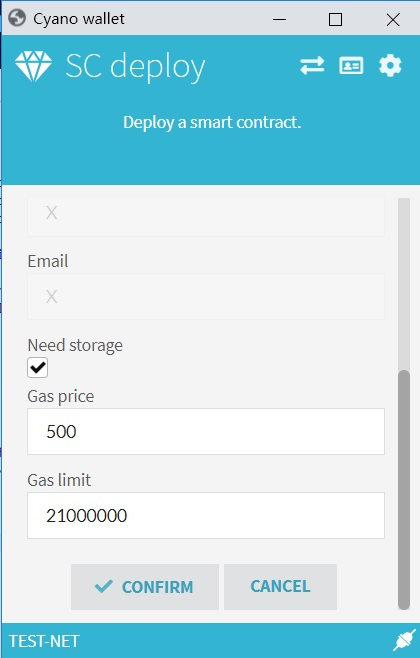 Cyano wallet
SC deploy
Deploy a smart contract.
X
Email
X
Need storage
Gas price
500
Gas limit
21000000
CONFIRM
CANCEL
TEST-NET